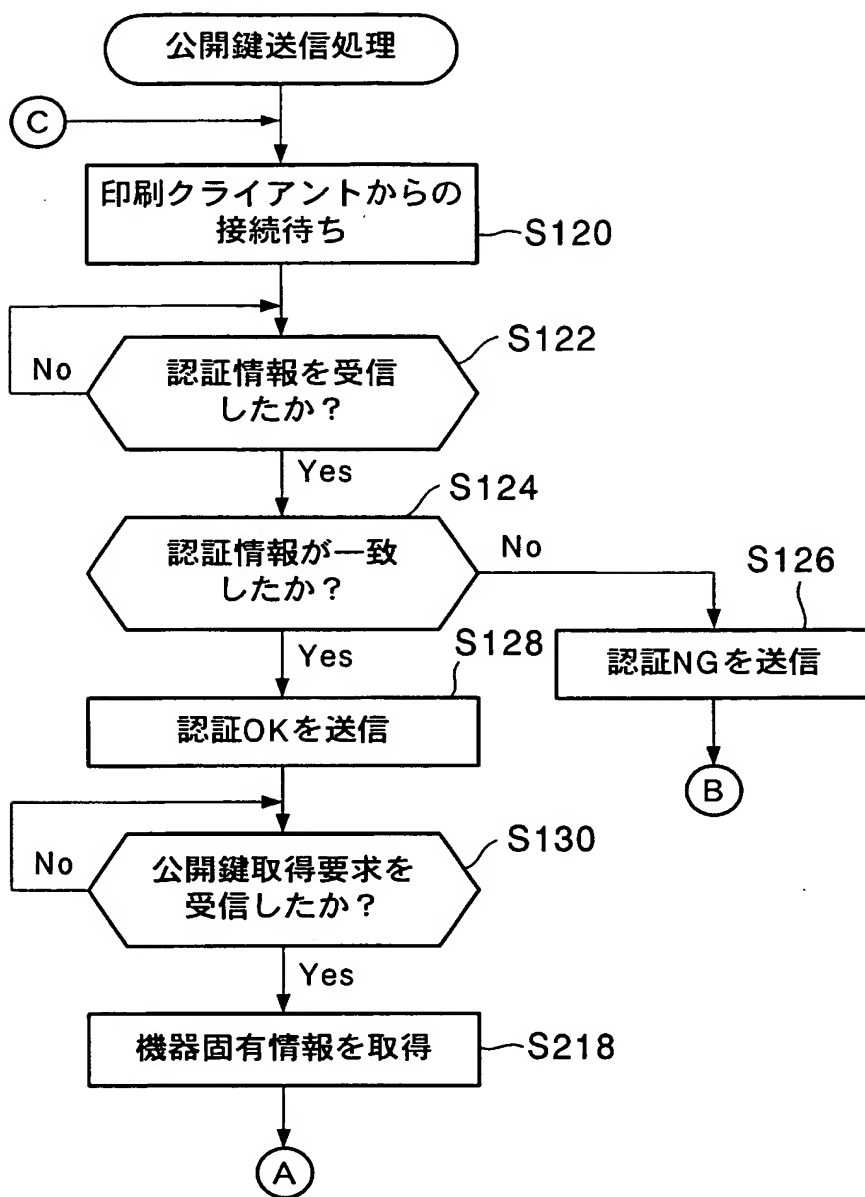 公開鍵送信処理
C
印刷クライアントからの
接続待ち
S120
S122
No
認証情報を受信
したか？
Yes
S124
認証情報が一致
したか？
No
S126
認証NGを送信
B
Yes
S128
認証OKを送信
S130
No
公開鍵取得要求を
受信したか？
Yes
機器固有情報を取得
S218
A